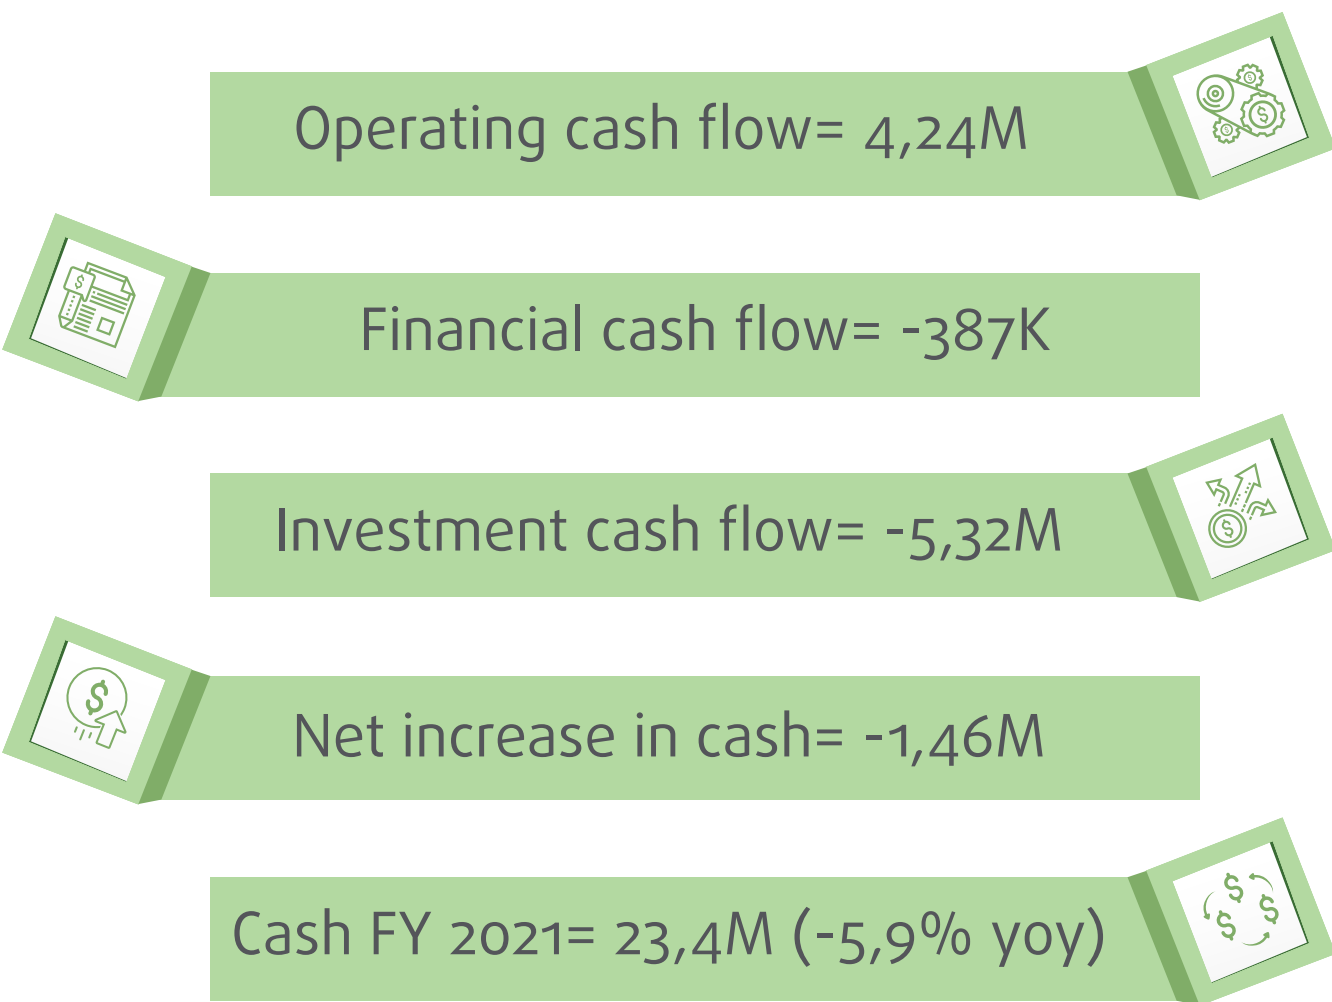 Operating cash flow= 4,24M
Financial cash flow= -387K
Investment cash flow= -5,32M
Net increase in cash= -1,46M
Cash FY 2021= 23,4M (-5,9% yoy)